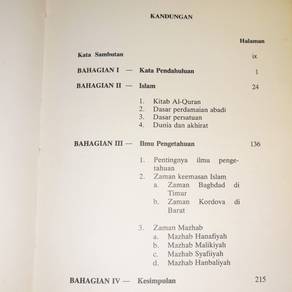 KANDUNGAN
Halaman
Kata Sambutan ix
BAHAGIAN I — Kata Pendahuluan 1
BAHAGIAN II — Islam 24
1. Kitab Al-Quran
2. Dasar perdamaian abadi
3. Dasar persatuan
4. Dunia dan akhirat
BAHAGIAN III — Ilmu Pengetahuan 136
1. Pentingnya ilmu penge-
tahuan
2. Zaman keemasan Islam
a. Zaman Baghdad di
Timur
b. Zaman Kordova di
Barat
3. Zaman Mazhab
a. Mazhab Hanafiyah
b. Mazhab Malikiyah
c. Mazhab Syafiiyah
d. Mazhab Hanbaliyah
BAHAGIAN IV — Kesimpulan 215